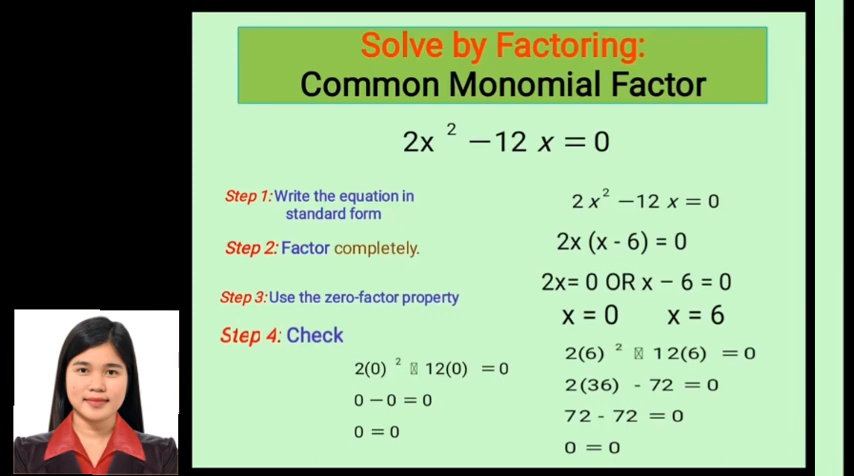 Solve by Factoring:
Common Monomial Factor
2x ² −12 x = 0
Step 1: Write the equation in
standard form
2 x² −12 x = 0
Step 2: Factor completely.
2x (x - 6) = 0
Step 3: Use the zero-factor property
2x= 0 OR x − 6 = 0
x = 0 x = 6
Step 4: Check
2(0) ² ▯ 12(0) = 0
0 − 0 = 0
0 = 0
2(6) ² ▯ 12(6) = 0
2(36) - 72 = 0
72 - 72 = 0
0 = 0